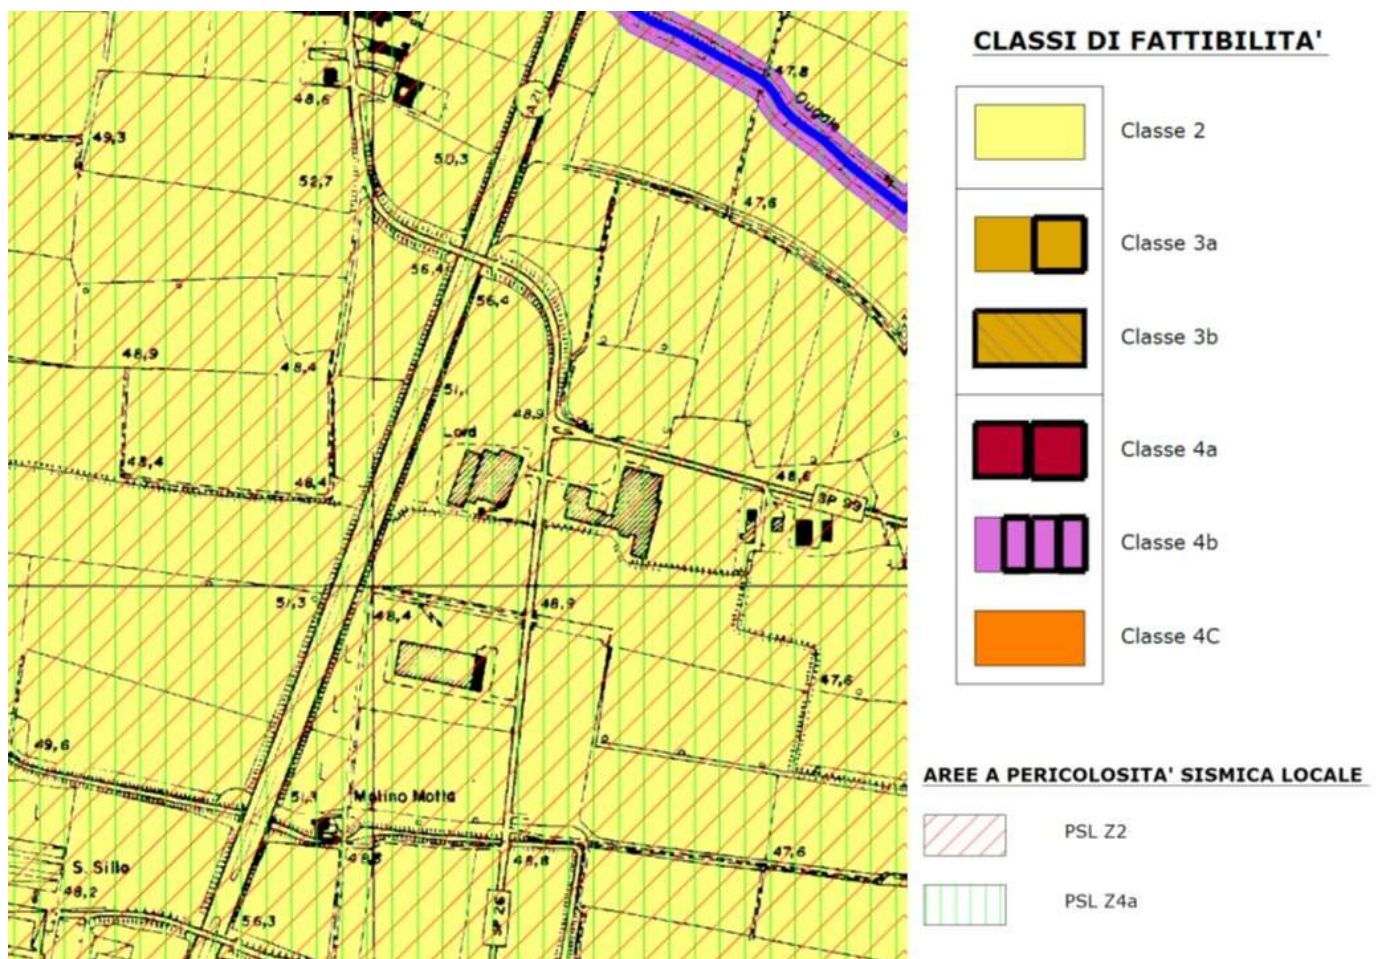 CLASSI DI FATTIBILITA'
Classe 2
Classe 3a
Classe 3b
Classe 4a
Classe 4b
Classe 4C
AREE A PERICOLOSITA' SISMICA LOCALE
PSL Z2
PSL Z4a
47,8
48,6
A21
Dugale
49,3
50,3
52,7
47,6
56,4
56,4
48,9
48,4
51,1
48,9
Lord
48,4
48,4
48,6
SP 99
51,3
48,4
48,9
47,6
49,6
51,3
Molino Motta
48,5
48,8
47,6
S. Sillo
48,2
56,3
SP 26